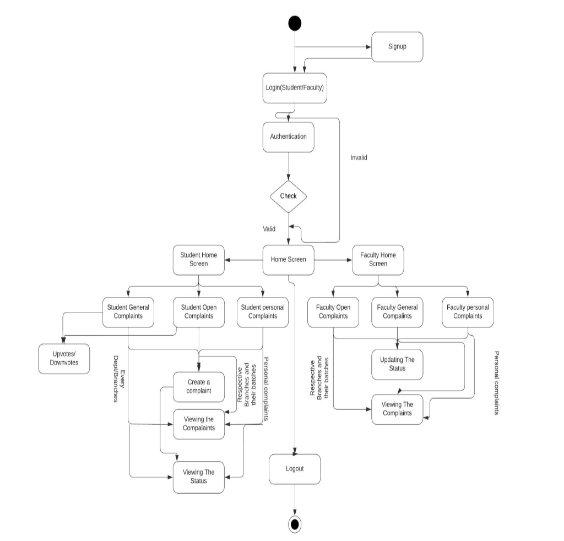 Signup
Login(Student/Faculty)
Authentication
Invalid
Check
Valid
Student Home
Screen
Home Screen
Faculty Home
Screen
Student General
Complaints
Student Open
Complaints
Student personal
Complaints
Faculty Open
Complaints
Faculty General
Compalints
Faculty personal
Complaints
Upvotes/
Downvotes
Every
Dept/Branches
Create a
complaint
Respective
Branches and
their batches
Personal complaints
Respective
Branches and
their batches
Updating The
Status
Personal complaints
Viewing the
Compalaints
Viewing The
Complaints
Viewing The
Status
Logout